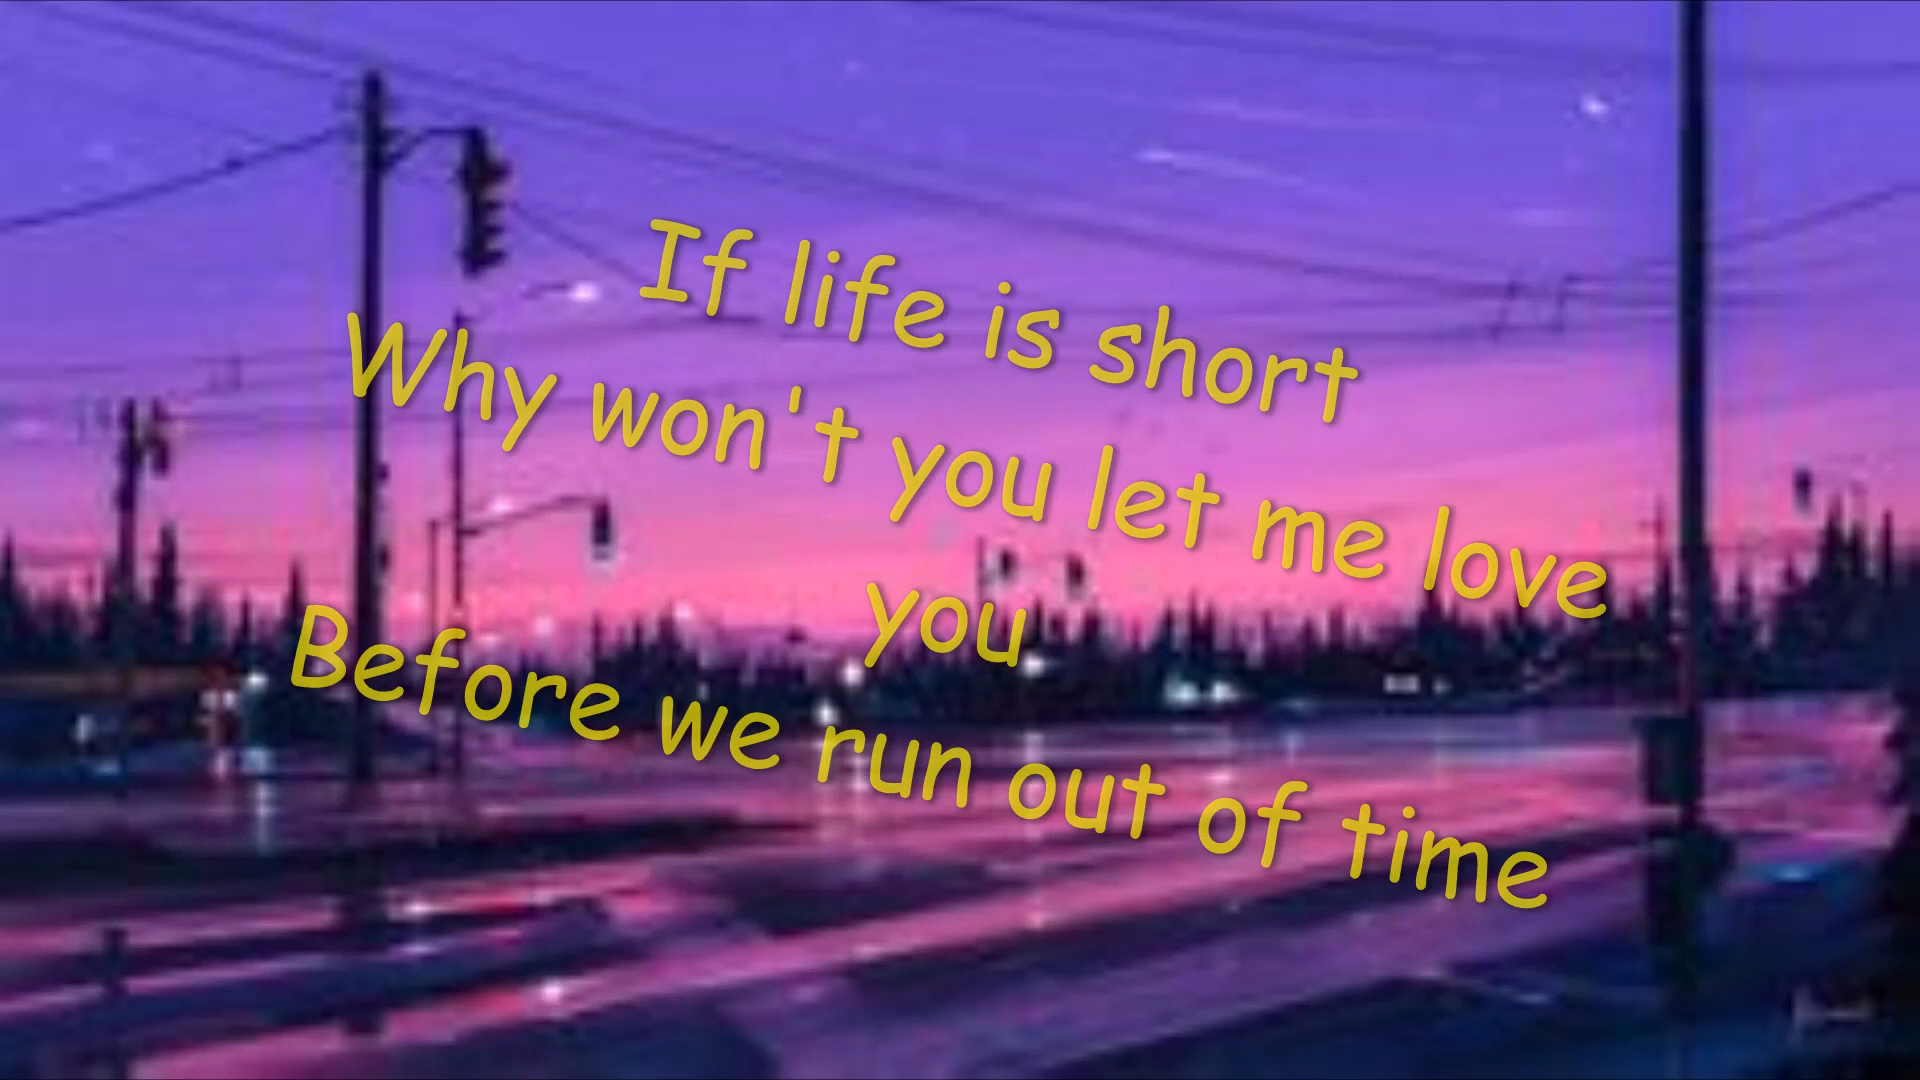 If life is short
Why won't you let me love
you
Before we run out of time